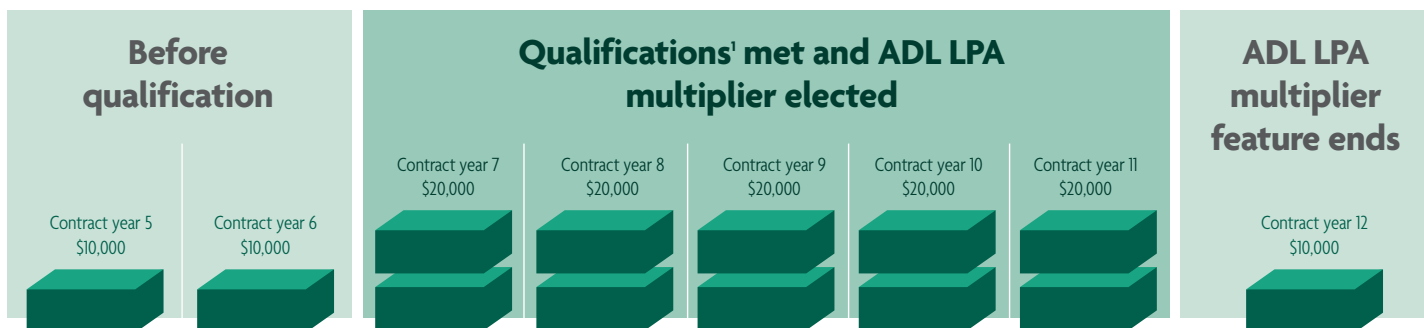 Before
qualification
Contract year 5
$10,000
Contract year 6
$10,000
Qualifications¹ met and ADL LPA
multiplier elected
Contract year 7
$20,000
Contract year 8
$20,000
Contract year 9
$20,000
Contract year 10
$20,000
Contract year 11
$20,000
ADL LPA
multiplier
feature ends
Contract year 12
$10,000